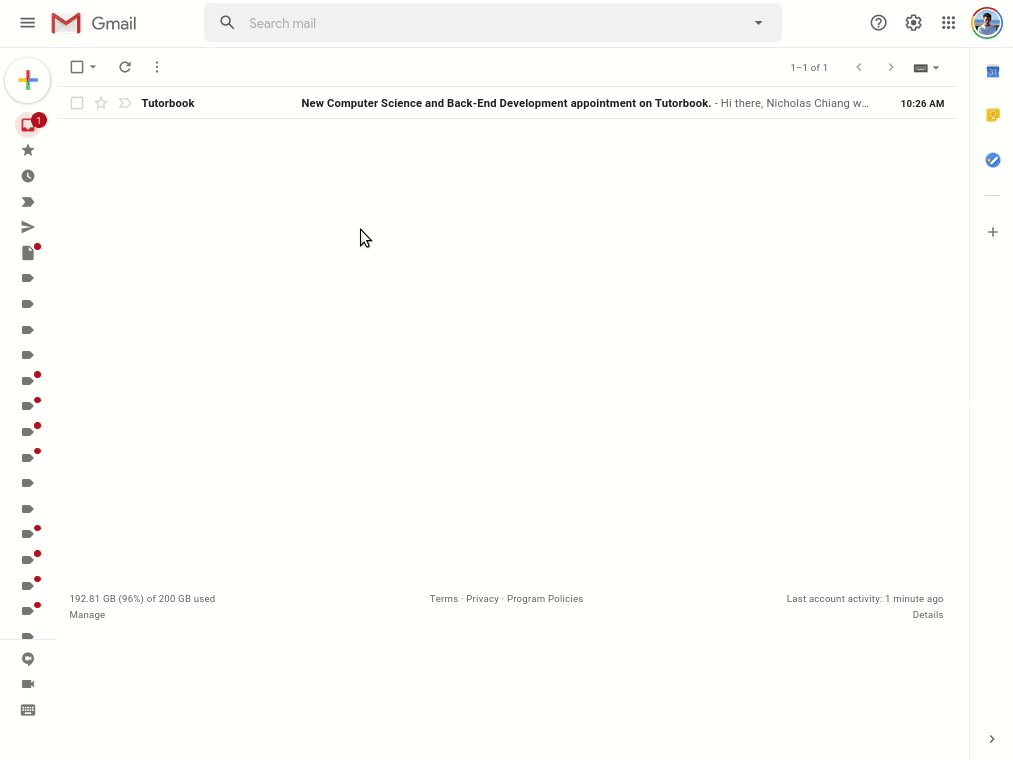 Gmail
Search mail
1–1 of 1
31
1
Tutorbook New Computer Science and Back-End Development appointment on Tutorbook. - Hi there, Nicholas Chiang w… 10:26 AM
192.81 GB (96%) of 200 GB used
Manage
Terms · Privacy · Program Policies
Last account activity: 1 minute ago
Details